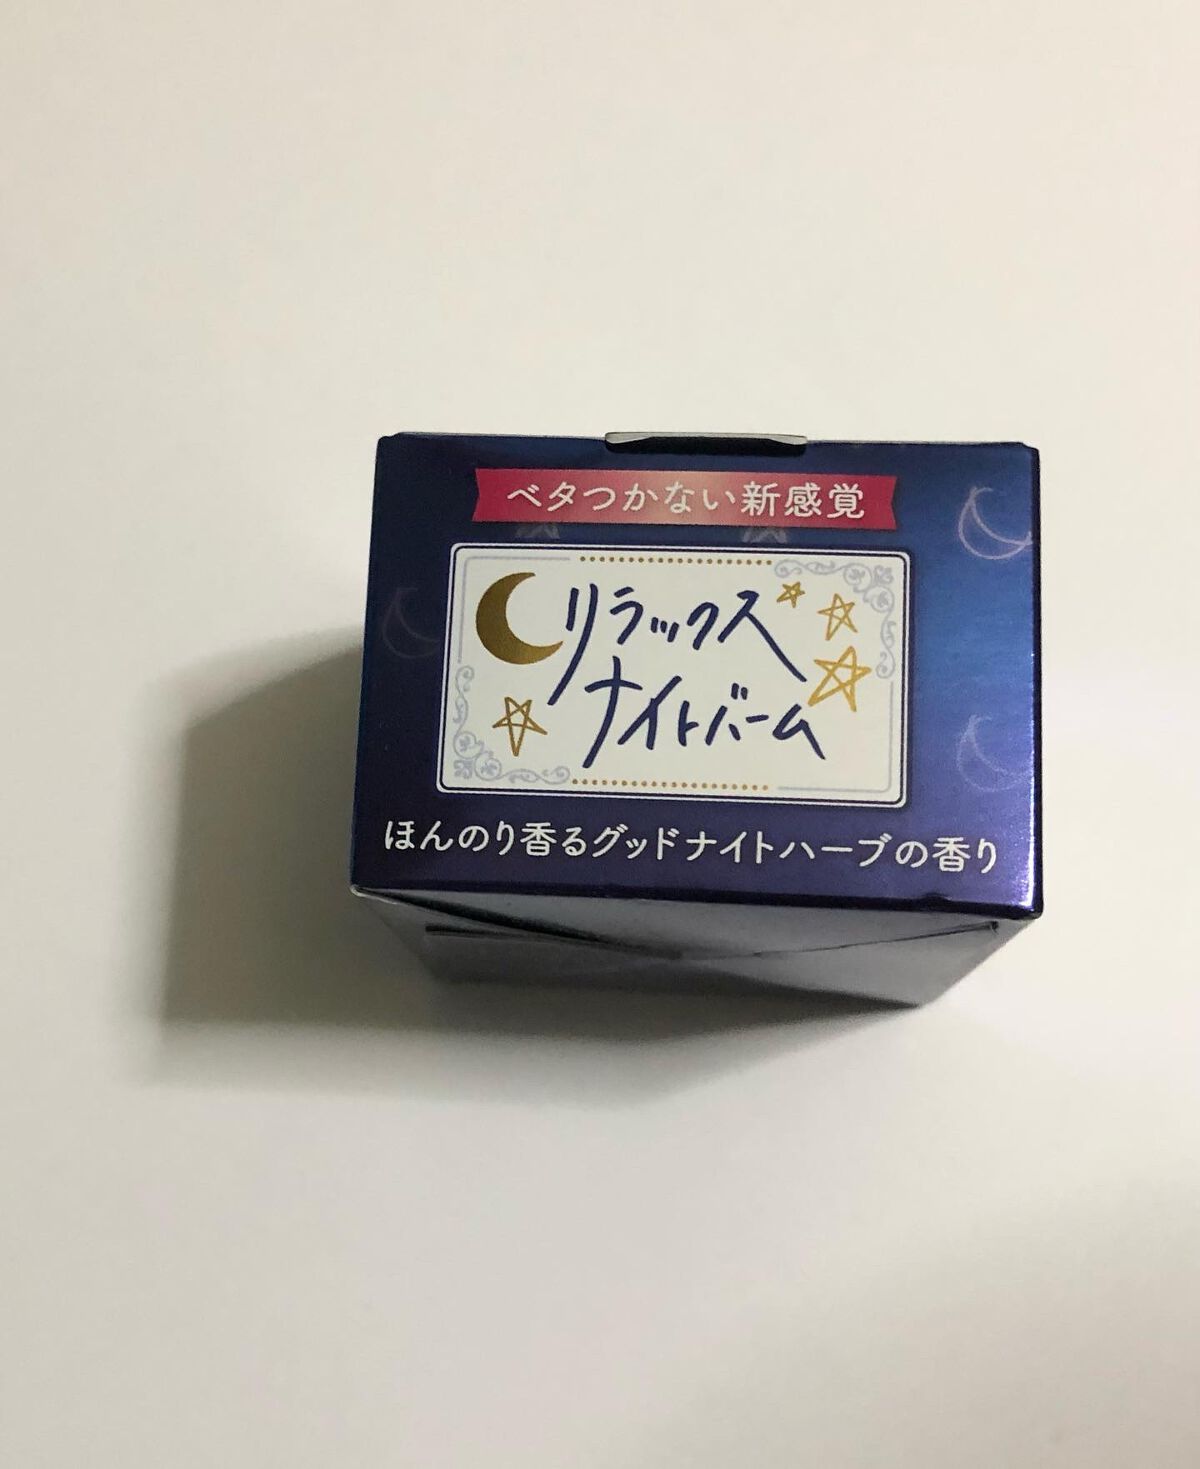 ベタつかない新感覚
リラックス
ナイトバーム
ほんのり香るグッドナイトハーブの香り